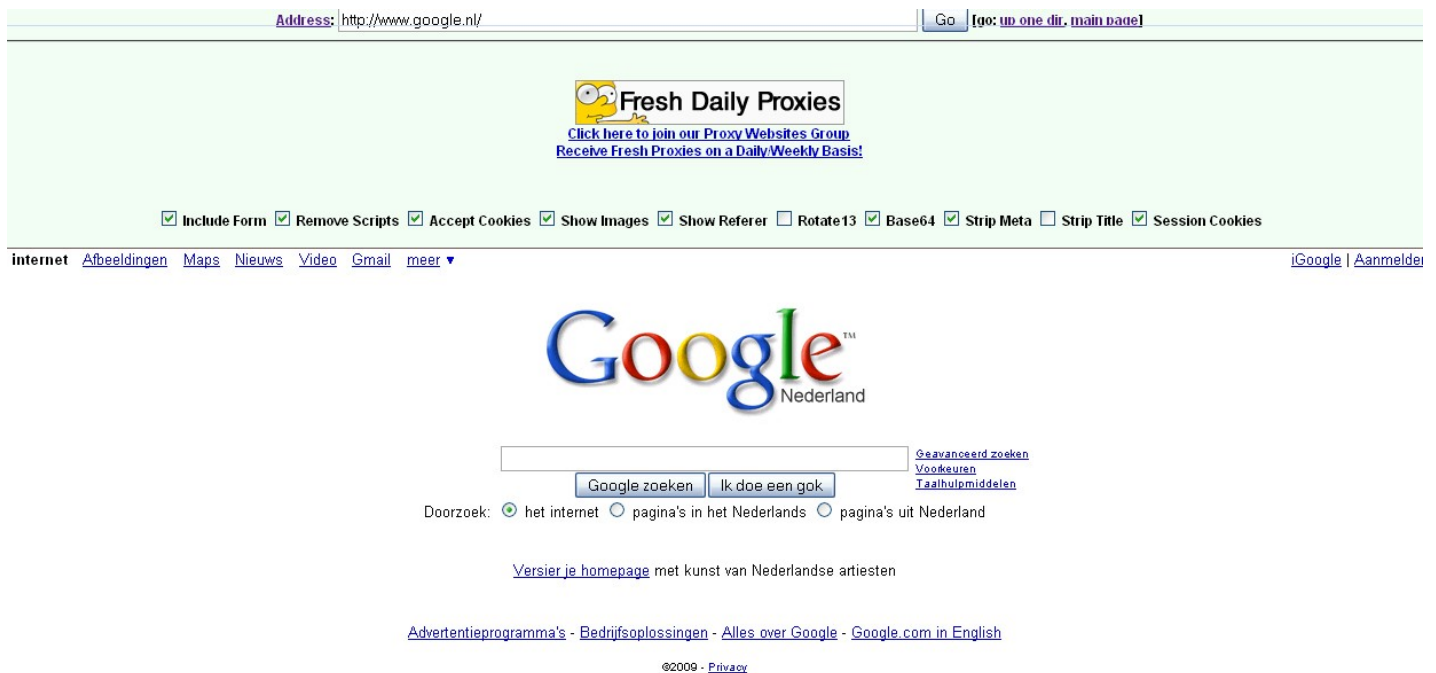 Address: http://www.google.nl/ Go [go: up one dir, main page]
Fresh Daily Proxies
Click here to join our Proxy Websites Group
Receive Fresh Proxies on a Daily/Weekly Basis!
Include Form Remove Scripts Accept Cookies Show Images Show Referer Rotate13 Base64 Strip Meta Strip Title Session Cookies
internet Afbeeldingen Maps Nieuws Video Gmail meer ▼ iGoogle | Aanmelden
Google™
Nederland
Geavanceerd zoeken
Voorkeuren
Google zoeken Ik doe een gok Taalhulpmiddelen
Doorzoek: het internet pagina's in het Nederlands pagina's uit Nederland
Versier je homepage met kunst van Nederlandse artiesten
Advertentieprogramma's - Bedrijfsoplossingen - Alles over Google - Google.com in English
©2009 - Privacy